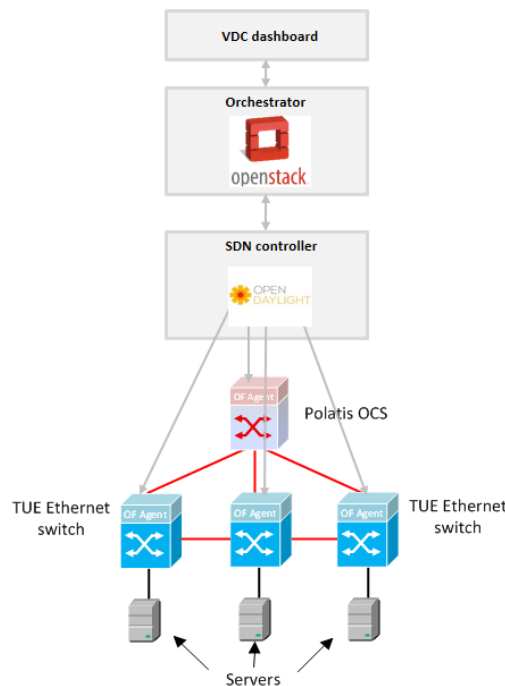 VDC dashboard
Orchestrator
openstack
SDN controller
OPEN
DAYLIGHT
OF Agent
Polatis OCS
TUE Ethernet
switch
OF Agent
OF Agent
OF Agent
TUE Ethernet
switch
Servers